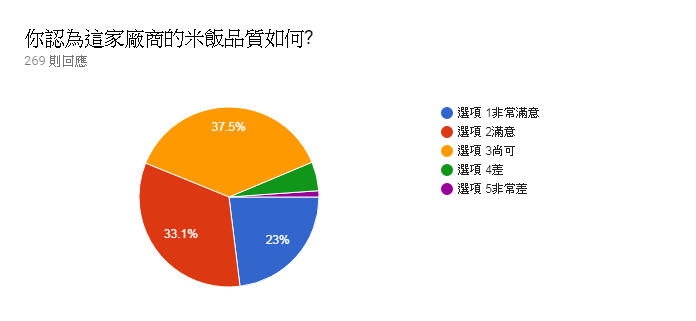 你認為這家廠商的米飯品質如何?
269 則回應
37.5%
33.1%
23%
選項 1非常滿意
選項 2滿意
選項 3尚可
選項 4差
選項 5非常差